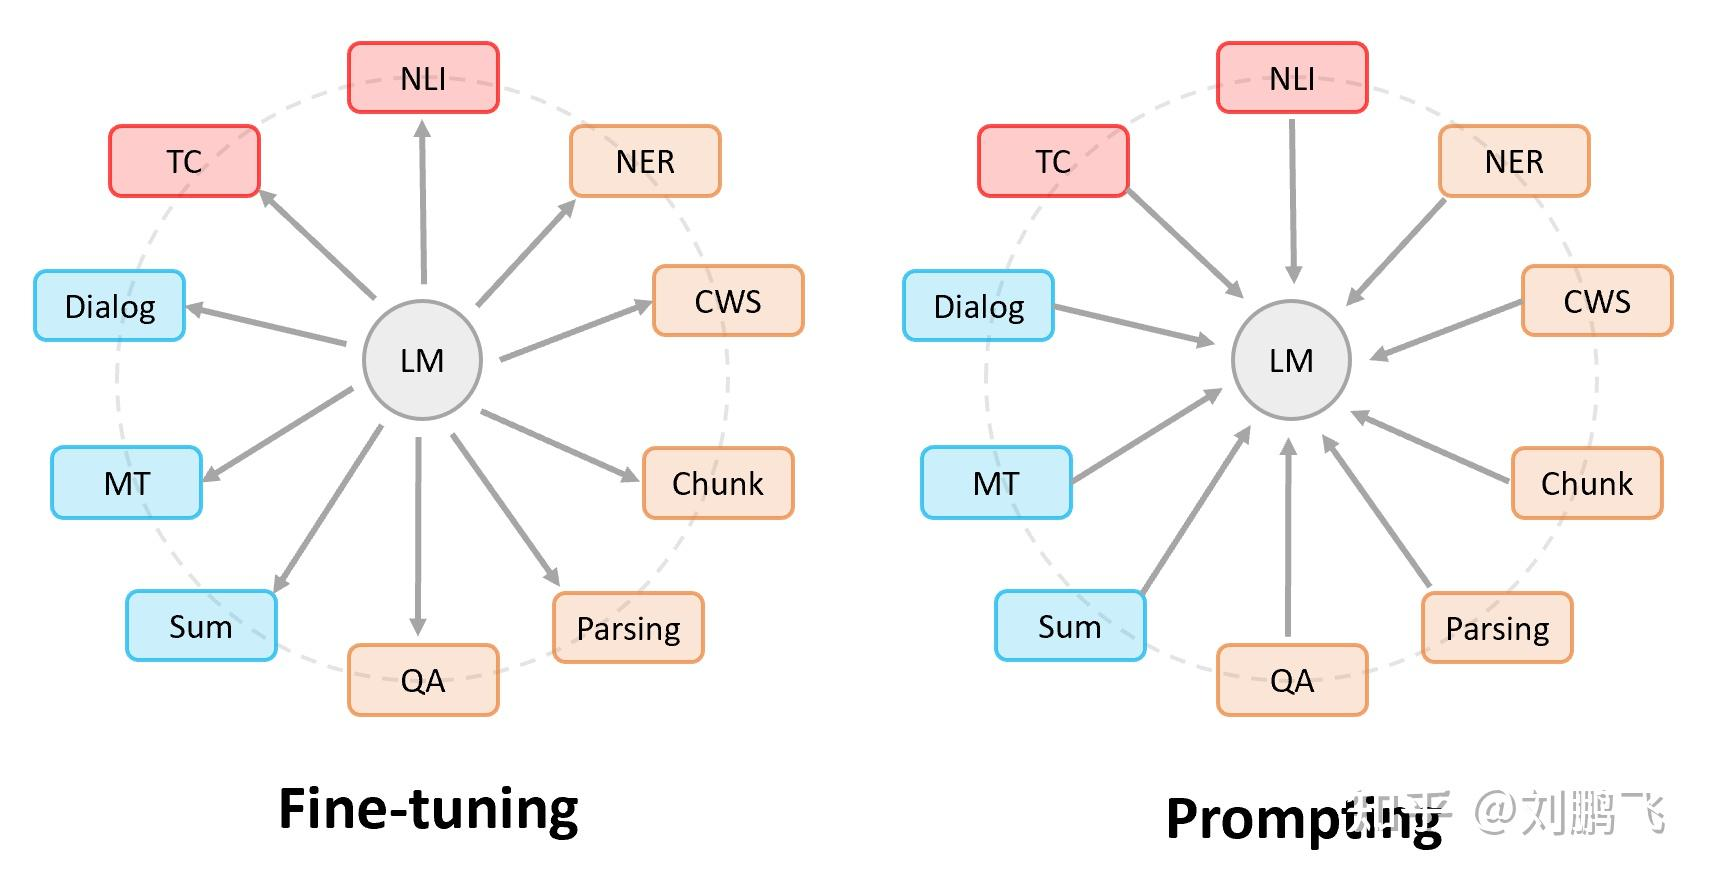 NLI
TC
NER
Dialog
CWS
LM
MT
Chunk
Sum
Parsing
QA
Fine-tuning
NLI
TC
NER
Dialog
CWS
LM
MT
Chunk
Sum
Parsing
QA
Prompting
知乎 @刘鹏飞